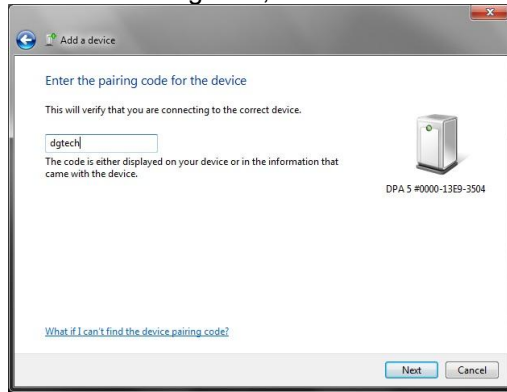 Add a device
Enter the pairing code for the device
This will verify that you are connecting to the correct device.
dgtech
The code is either displayed on your device or in the information that
came with the device.
DPA 5 #0000-13E9-3504
What if I can't find the device pairing code?
Next Cancel